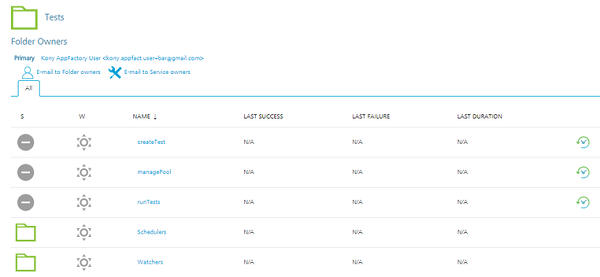 Tests
Folder Owners
Primary Kony AppFactory User <kony.appfact.user+bar@gmail.com>
E-mail to Folder owners E-mail to Service owners
All
S W NAME ↓ LAST SUCCESS LAST FAILURE LAST DURATION
createTest N/A N/A N/A
managePool N/A N/A N/A
runTests N/A N/A N/A
Schedulers N/A N/A N/A
Watchers N/A N/A N/A